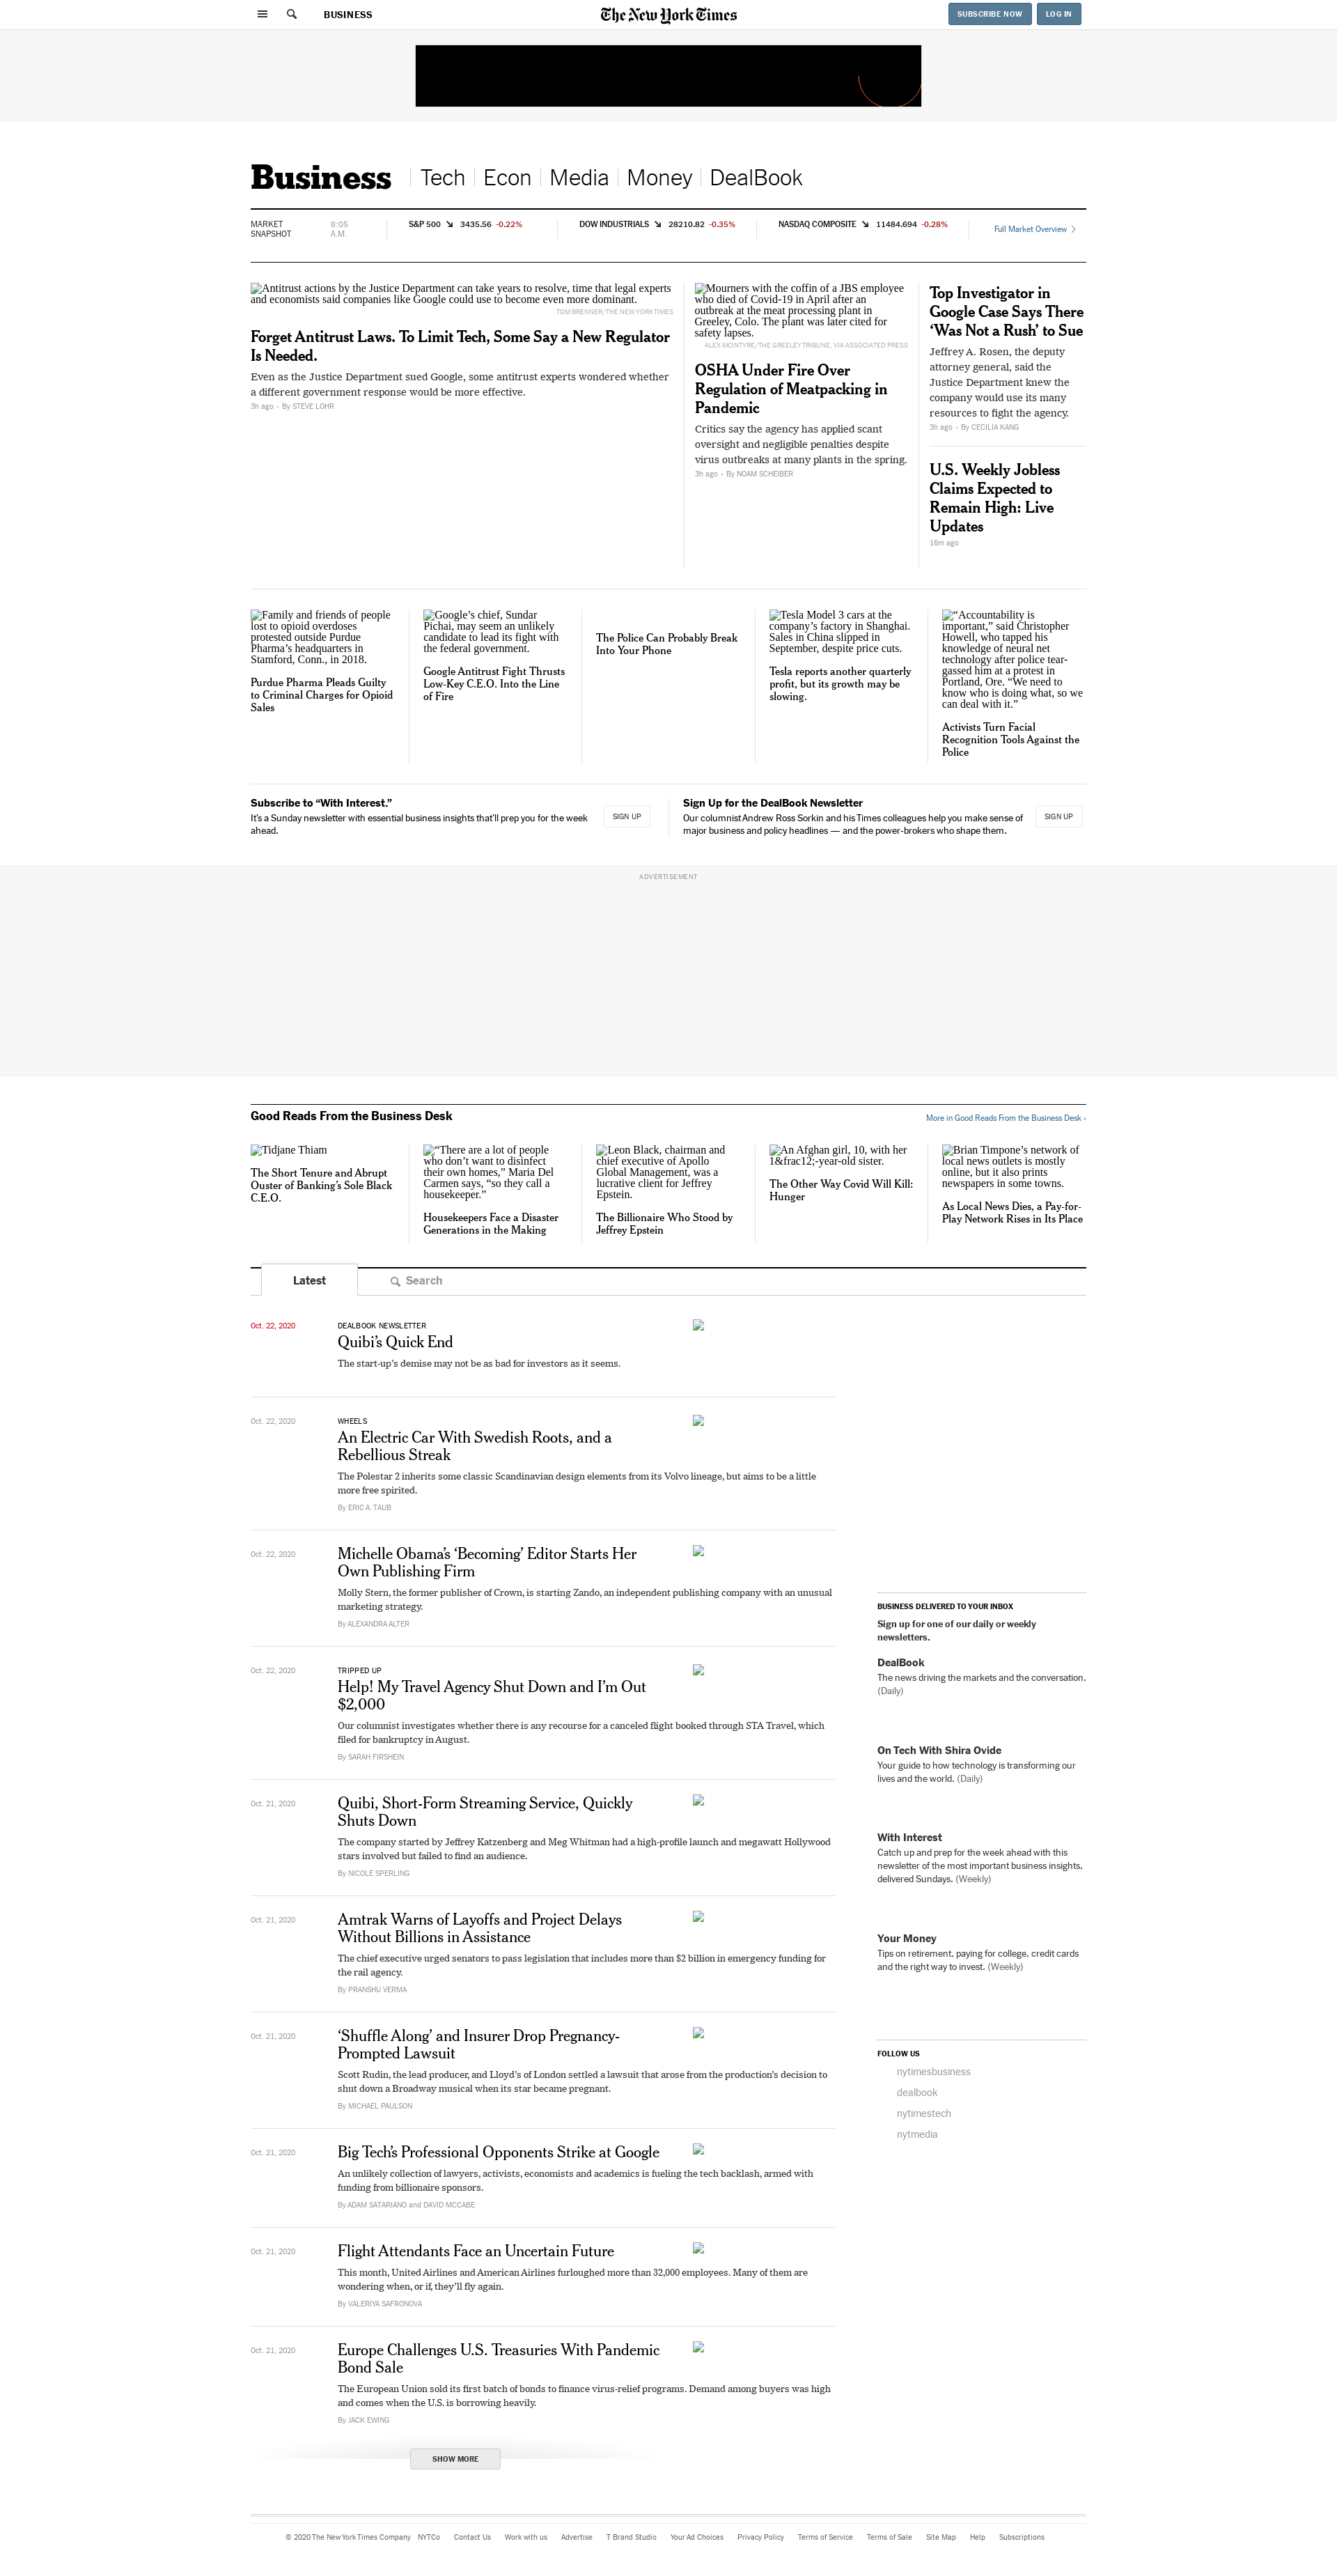 BUSINESS
The New York Times
SUBSCRIBE NOW
LOG IN
Business
Tech
Econ
Media
Money
DealBook
MARKET
SNAPSHOT
8:05
A.M.
S&P 500 ↘ 3435.56 -0.22%
DOW INDUSTRIALS ↘ 28210.82 -0.35%
NASDAQ COMPOSITE ↘ 11484.694 -0.28%
Full Market Overview
Antitrust actions by the Justice Department can take years to resolve, time that legal experts
and economists said companies like Google could use to become even more dominant.
TOM BRENNER/THE NEW YORK TIMES
Forget Antitrust Laws. To Limit Tech, Some Say a New Regulator
Is Needed.
Even as the Justice Department sued Google, some antitrust experts wondered whether
a different government response would be more effective.
3h ago • By STEVE LOHR
Mourners with the coffin of a JBS employee
who died of Covid-19 in April after an
outbreak at the meat processing plant in
Greeley, Colo. The plant was later cited for
safety lapses.
ALEX MCINTYRE/THE GREELEY TRIBUNE, VIA ASSOCIATED PRESS
OSHA Under Fire Over
Regulation of Meatpacking in
Pandemic
Critics say the agency has applied scant
oversight and negligible penalties despite
virus outbreaks at many plants in the spring.
3h ago • By NOAM SCHEIBER
Top Investigator in
Google Case Says There
‘Was Not a Rush’ to Sue
Jeffrey A. Rosen, the deputy
attorney general, said the
Justice Department knew the
company would use its many
resources to fight the agency.
3h ago • By CECILIA KANG
U.S. Weekly Jobless
Claims Expected to
Remain High: Live
Updates
16m ago
Family and friends of people
lost to opioid overdoses
protested outside Purdue
Pharma’s headquarters in
Stamford, Conn., in 2018.
Purdue Pharma Pleads Guilty
to Criminal Charges for Opioid
Sales
Google’s chief, Sundar
Pichai, may seem an unlikely
candidate to lead its fight with
the federal government.
Google Antitrust Fight Thrusts
Low-Key C.E.O. Into the Line
of Fire
The Police Can Probably Break
Into Your Phone
Tesla Model 3 cars at the
company’s factory in Shanghai.
Sales in China slipped in
September, despite price cuts.
Tesla reports another quarterly
profit, but its growth may be
slowing.
“Accountability is
important,” said Christopher
Howell, who tapped his
knowledge of neural net
technology after police tear-
gassed him at a protest in
Portland, Ore. “We need to
know who is doing what, so we
can deal with it.”
Activists Turn Facial
Recognition Tools Against the
Police
Subscribe to “With Interest.”
It’s a Sunday newsletter with essential business insights that’ll prep you for the week
ahead.
SIGN UP
Sign Up for the DealBook Newsletter
Our columnist Andrew Ross Sorkin and his Times colleagues help you make sense of
major business and policy headlines — and the power-brokers who shape them.
SIGN UP
ADVERTISEMENT
Good Reads From the Business Desk
More in Good Reads From the Business Desk ›
Tidjane Thiam
The Short Tenure and Abrupt
Ouster of Banking’s Sole Black
C.E.O.
“There are a lot of people
who don’t want to disinfect
their own homes,” Maria Del
Carmen says, “so they call a
housekeeper.”
Housekeepers Face a Disaster
Generations in the Making
Leon Black, chairman and
chief executive of Apollo
Global Management, was a
lucrative client for Jeffrey
Epstein.
The Billionaire Who Stood by
Jeffrey Epstein
An Afghan girl, 10, with her
1&frac12;-year-old sister.
The Other Way Covid Will Kill:
Hunger
Brian Timpone’s network of
local news outlets is mostly
online, but it also prints
newspapers in some towns.
As Local News Dies, a Pay-for-
Play Network Rises in Its Place
Latest
Search
Oct. 22, 2020
DEALBOOK NEWSLETTER
Quibi’s Quick End
The start-up’s demise may not be as bad for investors as it seems.
Oct. 22, 2020
WHEELS
An Electric Car With Swedish Roots, and a
Rebellious Streak
The Polestar 2 inherits some classic Scandinavian design elements from its Volvo lineage, but aims to be a little
more free spirited.
By ERIC A. TAUB
Oct. 22, 2020
Michelle Obama’s ‘Becoming’ Editor Starts Her
Own Publishing Firm
Molly Stern, the former publisher of Crown, is starting Zando, an independent publishing company with an unusual
marketing strategy.
By ALEXANDRA ALTER
Oct. 22, 2020
TRIPPED UP
Help! My Travel Agency Shut Down and I’m Out
$2,000
Our columnist investigates whether there is any recourse for a canceled flight booked through STA Travel, which
filed for bankruptcy in August.
By SARAH FIRSHEIN
Oct. 21, 2020
Quibi, Short-Form Streaming Service, Quickly
Shuts Down
The company started by Jeffrey Katzenberg and Meg Whitman had a high-profile launch and megawatt Hollywood
stars involved but failed to find an audience.
By NICOLE SPERLING
Oct. 21, 2020
Amtrak Warns of Layoffs and Project Delays
Without Billions in Assistance
The chief executive urged senators to pass legislation that includes more than $2 billion in emergency funding for
the rail agency.
By PRANSHU VERMA
Oct. 21, 2020
‘Shuffle Along’ and Insurer Drop Pregnancy-
Prompted Lawsuit
Scott Rudin, the lead producer, and Lloyd’s of London settled a lawsuit that arose from the production’s decision to
shut down a Broadway musical when its star became pregnant.
By MICHAEL PAULSON
Oct. 21, 2020
Big Tech’s Professional Opponents Strike at Google
An unlikely collection of lawyers, activists, economists and academics is fueling the tech backlash, armed with
funding from billionaire sponsors.
By ADAM SATARIANO and DAVID MCCABE
Oct. 21, 2020
Flight Attendants Face an Uncertain Future
This month, United Airlines and American Airlines furloughed more than 32,000 employees. Many of them are
wondering when, or if, they’ll fly again.
By VALERIYA SAFRONOVA
Oct. 21, 2020
Europe Challenges U.S. Treasuries With Pandemic
Bond Sale
The European Union sold its first batch of bonds to finance virus-relief programs. Demand among buyers was high
and comes when the U.S. is borrowing heavily.
By JACK EWING
SHOW MORE
BUSINESS DELIVERED TO YOUR INBOX
Sign up for one of our daily or weekly
newsletters.
DealBook
The news driving the markets and the conversation.
(Daily)
On Tech With Shira Ovide
Your guide to how technology is transforming our
lives and the world. (Daily)
With Interest
Catch up and prep for the week ahead with this
newsletter of the most important business insights,
delivered Sundays. (Weekly)
Your Money
Tips on retirement, paying for college, credit cards
and the right way to invest. (Weekly)
FOLLOW US
nytimesbusiness
dealbook
nytimestech
nytmedia
© 2020 The New York Times Company NYTCo Contact Us Work with us Advertise T Brand Studio Your Ad Choices Privacy Policy Terms of Service Terms of Sale Site Map Help Subscriptions